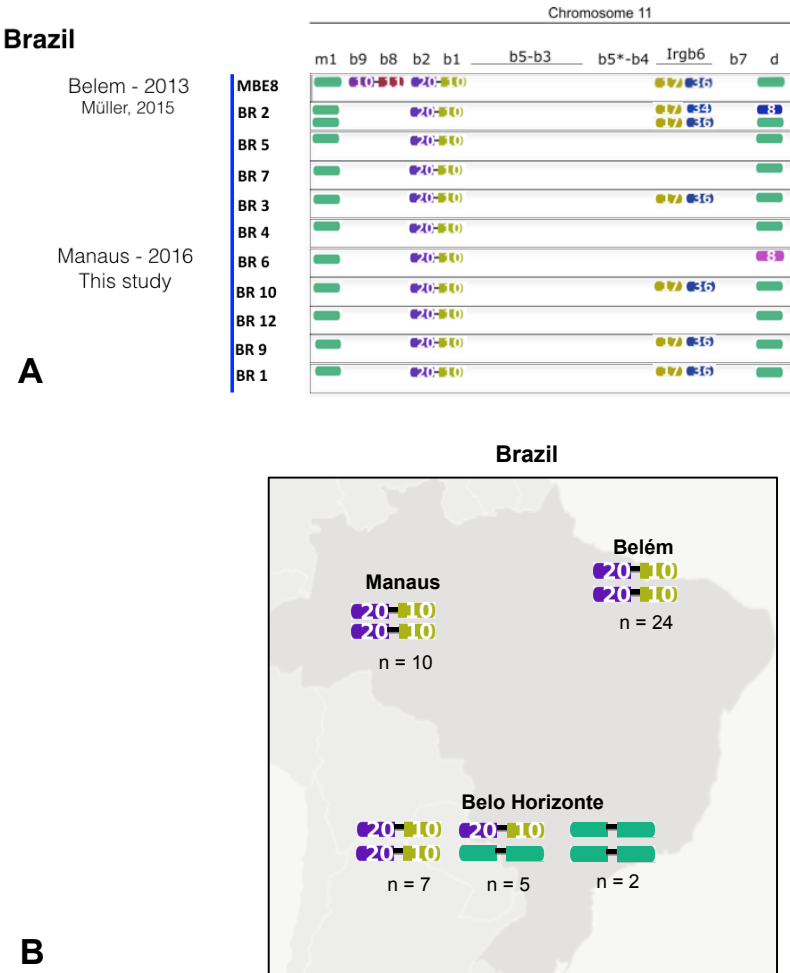 Chromosome 11
Brazil
m1 b9 b8 b2 b1 b5-b3 b5*-b4 Irgb6 b7 d
Belem - 2013
Müller, 2015
MBE8 20 10 36
BR 2 20 10 17 34 8
17 36
BR 5 20 10
BR 7 20 10
BR 3 20 10 17 36
BR 4 20 10
Manaus - 2016
This study
BR 6 20 10 8
BR 10 20 10 17 36
BR 12 20 10
BR 9 20 10 17 36
BR 1 20 10 17 36
A
Brazil
Belém
20 10
20 10
n = 24
Manaus
20 10
20 10
n = 10
Belo Horizonte
20 10 20 10
20 10
n = 7 n = 5 n = 2
B